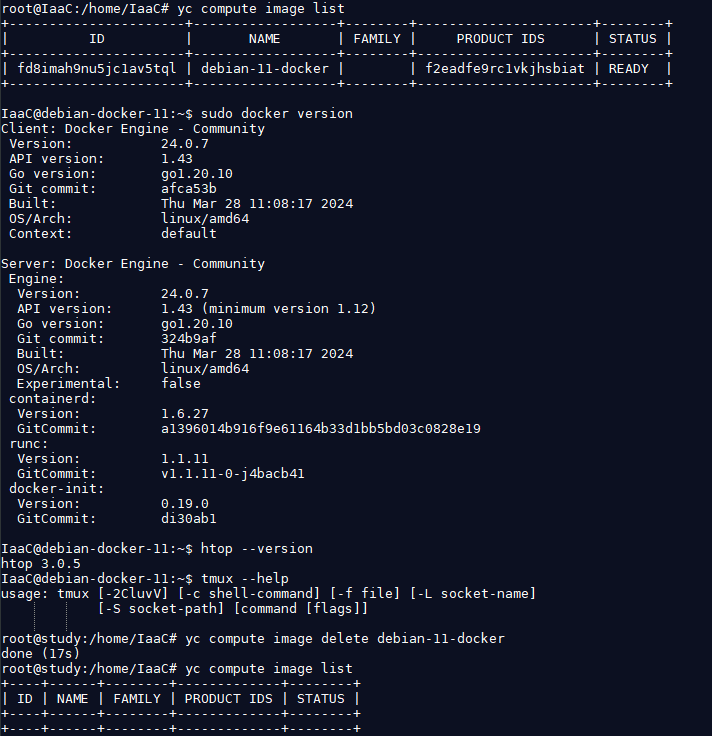 root@IaaC:/home/IaaC# yc compute image list
+----------------------+------------------+--------+----------------------+--------+
|          ID          |       NAME       | FAMILY |     PRODUCT IDS      | STATUS |
+----------------------+------------------+--------+----------------------+--------+
| fd8imah9nu5jc1av5tql | debian-11-docker |        | f2eadfe9rc1vkjhsbiat | READY  |
+----------------------+------------------+--------+----------------------+--------+
IaaC@debian-docker-11:~$ sudo docker version
Client: Docker Engine - Community
 Version:           24.0.7
 API version:       1.43
 Go version:        go1.20.10
 Git commit:        afca53b
 Built:             Thu Mar 28 11:08:17 2024
 OS/Arch:           linux/amd64
 Context:           default
Server: Docker Engine - Community
 Engine:
  Version:          24.0.7
  API version:      1.43 (minimum version 1.12)
  Go version:       go1.20.10
  Git commit:       324b9af
  Built:            Thu Mar 28 11:08:17 2024
  OS/Arch:          linux/amd64
  Experimental:     false
 containerd:
  Version:          1.6.27
  GitCommit:        a1396014b916f9e61164b33d1bb5bd03c0828e19
 runc:
  Version:          1.1.11
  GitCommit:        v1.1.11-0-j4bacb41
 docker-init:
  Version:          0.19.0
  GitCommit:        di30ab1
IaaC@debian-docker-11:~$ htop --version
htop 3.0.5
IaaC@debian-docker-11:~$ tmux --help
usage: tmux [-2CluvV] [-c shell-command] [-f file] [-L socket-name]
            [-S socket-path] [command [flags]]
root@study:/home/IaaC# yc compute image delete debian-11-docker
done (17s)
root@study:/home/IaaC# yc compute image list
+----+------+--------+-------------+--------+
| ID | NAME | FAMILY | PRODUCT IDS | STATUS |
+----+------+--------+-------------+--------+
+----+------+--------+-------------+--------+